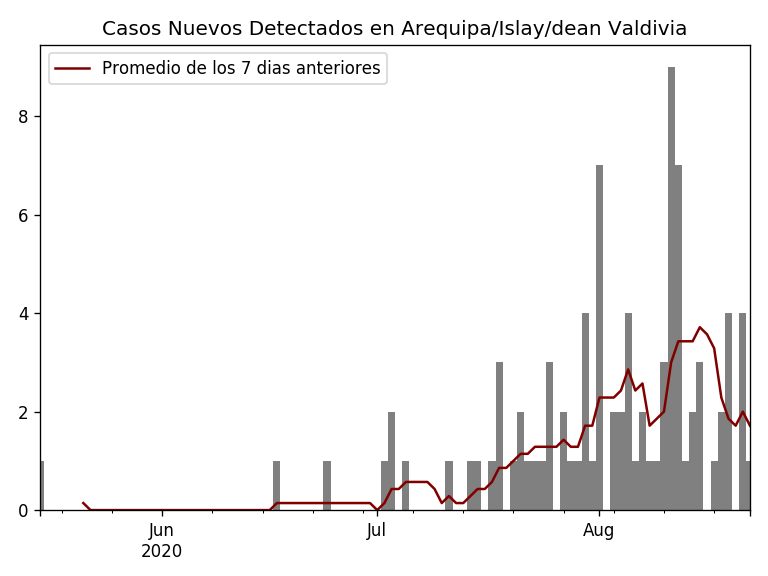 Casos Nuevos Detectados en Arequipa/Islay/dean Valdivia
Promedio de los 7 dias anteriores
8
6
4
2
0
Jun
2020
Jul
Aug